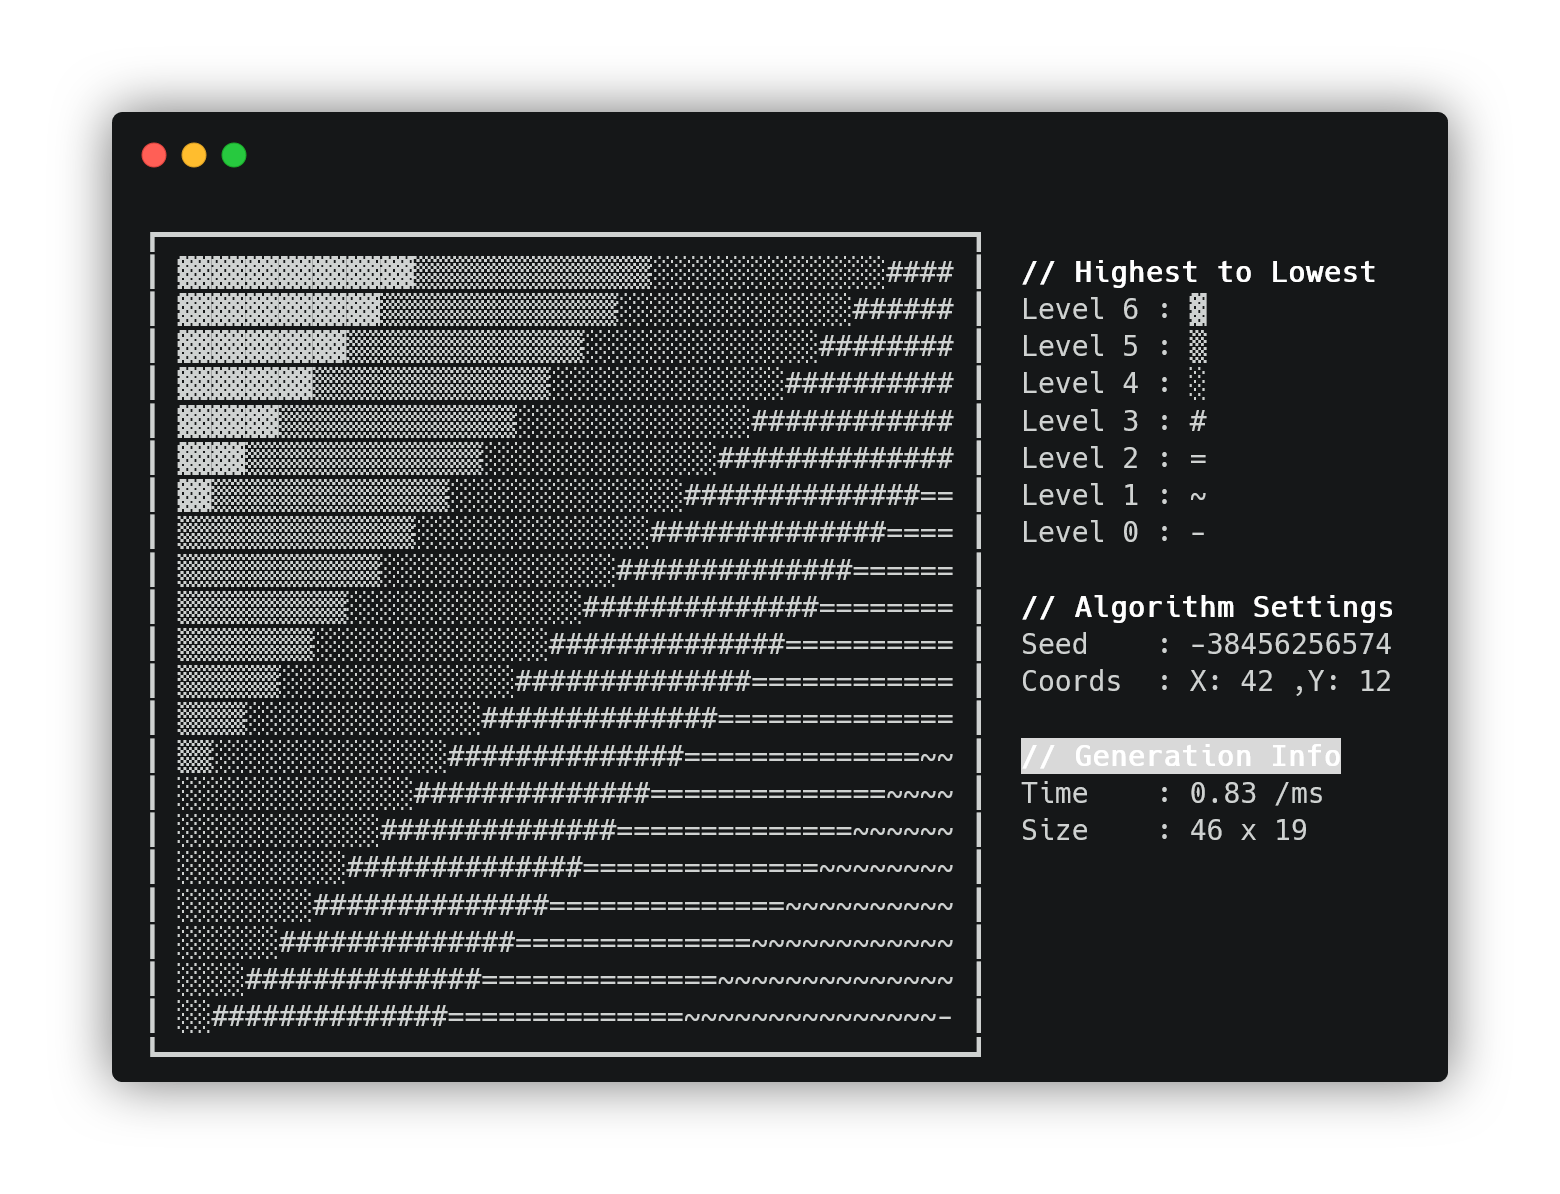 ▓▓▓▓▓▓▓▓▓▓▓▓▓▓▒▒▒▒▒▒▒▒▒▒▒▒▒▒░░░░░░░░░░░░░░####
▓▓▓▓▓▓▓▓▓▓▓▓▒▒▒▒▒▒▒▒▒▒▒▒▒▒░░░░░░░░░░░░░░######
▓▓▓▓▓▓▓▓▓▓▒▒▒▒▒▒▒▒▒▒▒▒▒▒░░░░░░░░░░░░░░########
▓▓▓▓▓▓▓▓▒▒▒▒▒▒▒▒▒▒▒▒▒▒░░░░░░░░░░░░░░##########
▓▓▓▓▓▓▒▒▒▒▒▒▒▒▒▒▒▒▒▒░░░░░░░░░░░░░░############
▓▓▓▓▒▒▒▒▒▒▒▒▒▒▒▒▒▒░░░░░░░░░░░░░░##############
▓▓▒▒▒▒▒▒▒▒▒▒▒▒▒▒░░░░░░░░░░░░░░##############==
▒▒▒▒▒▒▒▒▒▒▒▒▒▒░░░░░░░░░░░░░░##############====
▒▒▒▒▒▒▒▒▒▒▒▒░░░░░░░░░░░░░░##############======
▒▒▒▒▒▒▒▒▒▒░░░░░░░░░░░░░░##############========
▒▒▒▒▒▒▒▒░░░░░░░░░░░░░░##############==========
▒▒▒▒▒▒░░░░░░░░░░░░░░##############============
▒▒▒▒░░░░░░░░░░░░░░##############==============
▒▒░░░░░░░░░░░░░░##############==============~~
░░░░░░░░░░░░░░##############==============~~~~
░░░░░░░░░░░░##############==============~~~~~~
░░░░░░░░░░##############==============~~~~~~~~
░░░░░░░░##############==============~~~~~~~~~~
░░░░░░##############==============~~~~~~~~~~~~
░░░░##############==============~~~~~~~~~~~~~~
░░##############==============~~~~~~~~~~~~~~~-
// Highest to Lowest
Level 6 : ▓
Level 5 : ▒
Level 4 : ░
Level 3 : #
Level 2 : =
Level 1 : ~
Level 0 : -
// Algorithm Settings
Seed    : -38456256574
Coords  : X: 42 ,Y: 12
// Generation Info
Time    : 0.83 /ms
Size    : 46 x 19